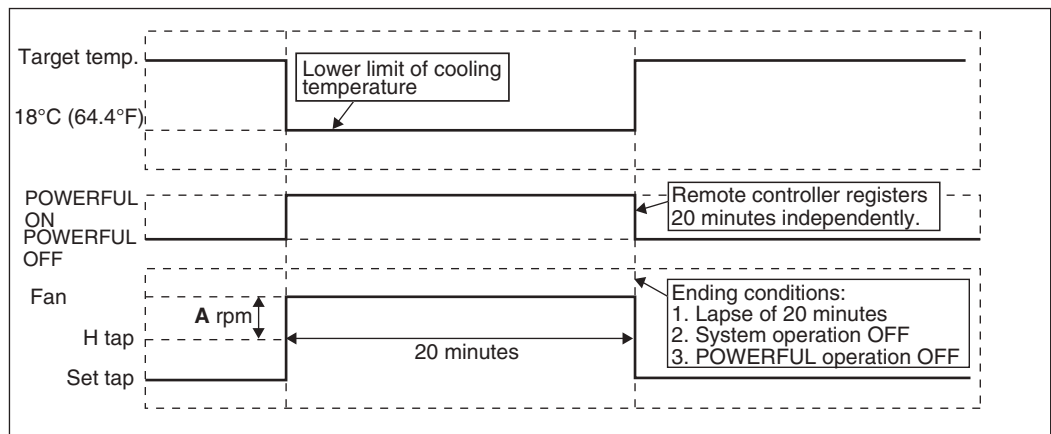 Target temp.
Lower limit of cooling
temperature
18°C (64.4°F)
POWERFUL
ON
POWERFUL
OFF
Remote controller registers
20 minutes independently.
Fan
A rpm
H tap
Set tap
20 minutes
Ending conditions:
1. Lapse of 20 minutes
2. System operation OFF
3. POWERFUL operation OFF